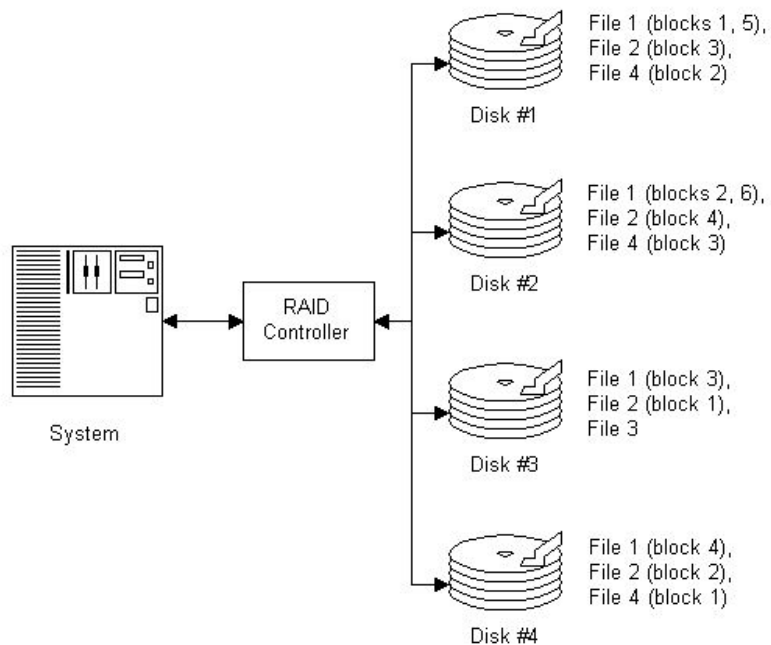 File 1 (blocks 1, 5),
File 2 (block 3),
File 4 (block 2)
Disk #1
File 1 (blocks 2, 6),
File 2 (block 4),
File 4 (block 3)
Disk #2
RAID
Controller
System
File 1 (block 3),
File 2 (block 1),
File 3
Disk #3
File 1 (block 4),
File 2 (block 2),
File 4 (block 1)
Disk #4